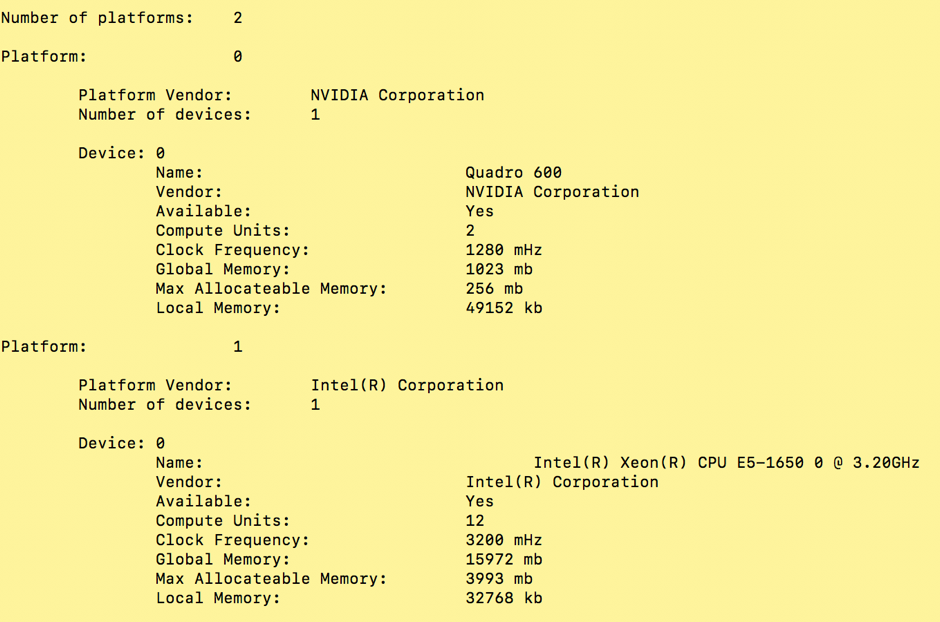 Number of platforms: 2
Platform: 0
Platform Vendor: NVIDIA Corporation
Number of devices: 1
Device: 0
Name: Quadro 600
Vendor: NVIDIA Corporation
Available: Yes
Compute Units: 2
Clock Frequency: 1280 mHz
Global Memory: 1023 mb
Max Allocateable Memory: 256 mb
Local Memory: 49152 kb
Platform: 1
Platform Vendor: Intel(R) Corporation
Number of devices: 1
Device: 0
Name: Intel(R) Xeon(R) CPU E5-1650 0 @ 3.20GHz
Vendor: Intel(R) Corporation
Available: Yes
Compute Units: 12
Clock Frequency: 3200 mHz
Global Memory: 15972 mb
Max Allocateable Memory: 3993 mb
Local Memory: 32768 kb